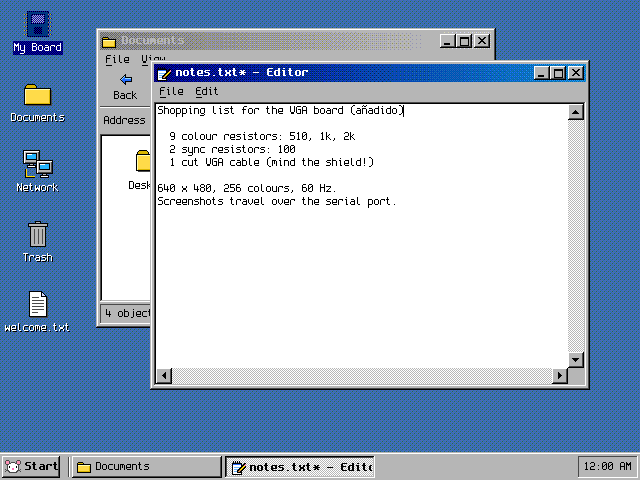 My Board
Documents
Network
Trash
welcome.txt
Documents
File View
Back
Address
4 object
notes.txt* - Editor
File Edit
Shopping list for the VGA board (añadido)
9 colour resistors: 510, 1k, 2k
2 sync resistors: 100
1 cut VGA cable (mind the shield!)
640 x 480, 256 colours, 60 Hz.
Screenshots travel over the serial port.
Start
Documents
notes.txt* - Edito
12:00 AM